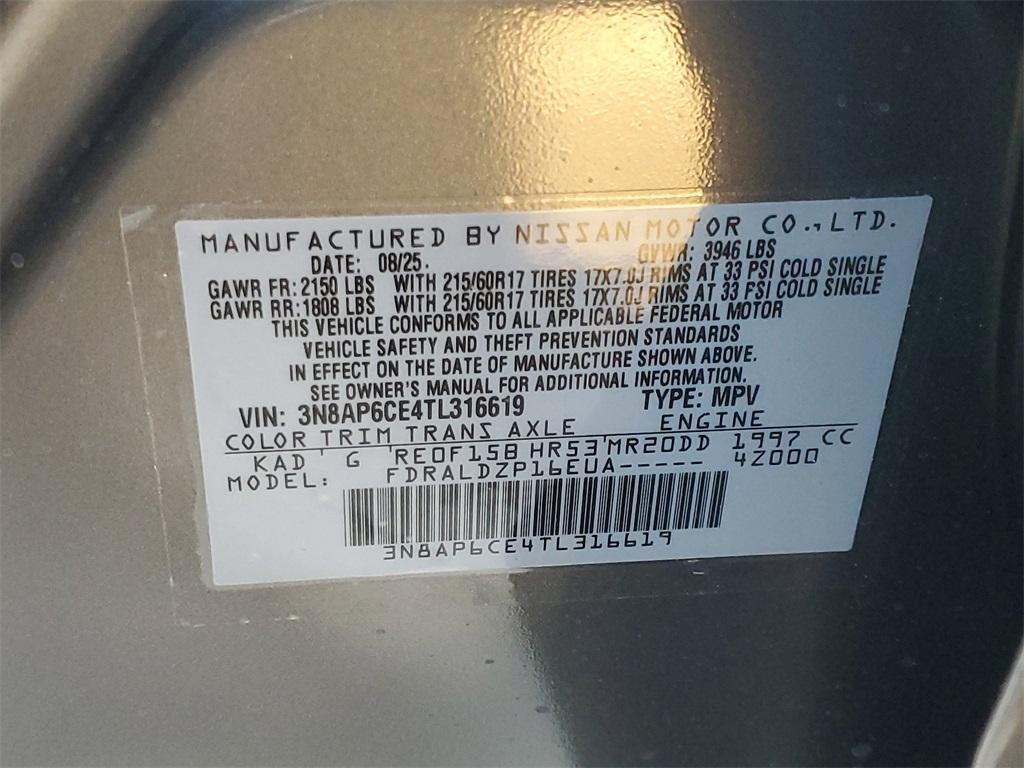 MANUFACTURED BY NISSAN MOTOR CO.,LTD.
DATE: 08/25. GVWR: 3946 LBS
GAWR FR: 2150 LBS WITH 215/60R17 TIRES 17X7.0J RIMS AT 33 PSI COLD SINGLE
GAWR RR: 1808 LBS WITH 215/60R17 TIRES 17X7.0J RIMS AT 33 PSI COLD SINGLE
THIS VEHICLE CONFORMS TO ALL APPLICABLE FEDERAL MOTOR
VEHICLE SAFETY AND THEFT PREVENTION STANDARDS
IN EFFECT ON THE DATE OF MANUFACTURE SHOWN ABOVE.
SEE OWNER'S MANUAL FOR ADDITIONAL INFORMATION.
VIN: 3N8AP6CE4TL316619 TYPE: MPV
COLOR TRIM TRANS AXLE ENGINE
KAD G RE0F15B HR53 MR20DD 1997 CC
MODEL: FDRALDZP16EUA----- 4Z000
3N8AP6CE4TL316619